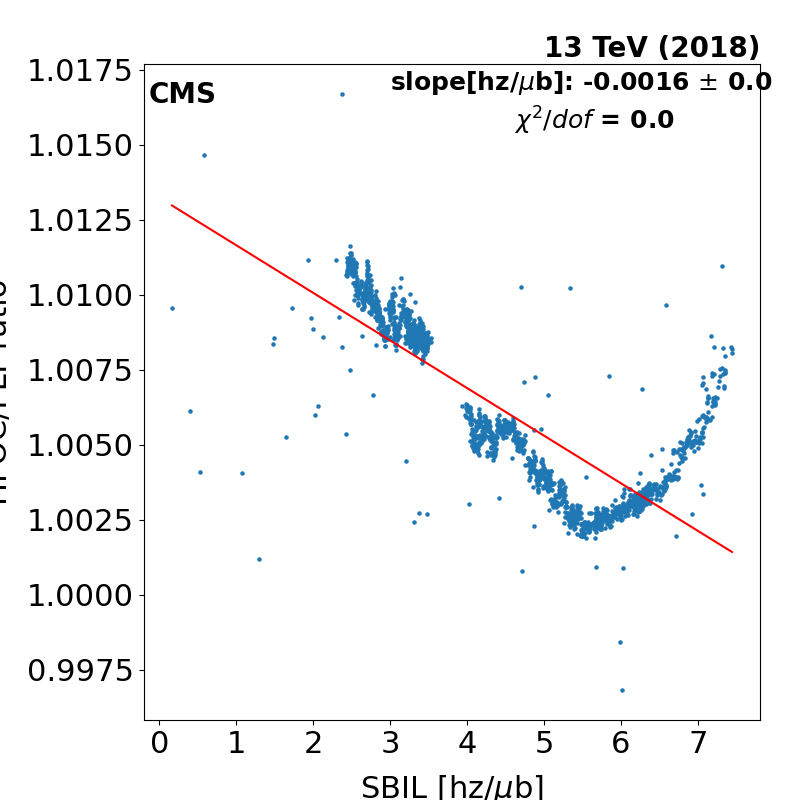 13 TeV (2018)
CMS
slope[hz/μb]: -0.0016 ± 0.0
χ²/dof = 0.0
1.0175
1.0150
1.0125
1.0100
1.0075
1.0050
1.0025
1.0000
0.9975
0 1 2 3 4 5 6 7
SBIL [hz/μb]